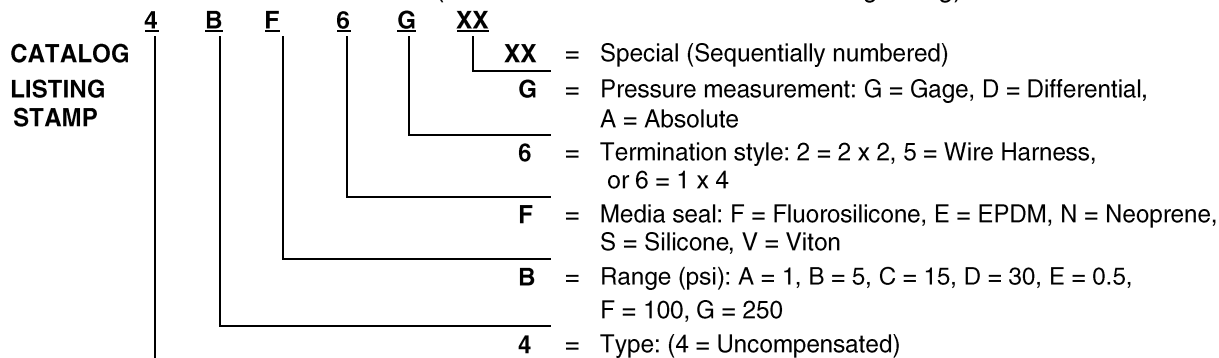 4 B F 6 G XX
CATALOG XX = Special (Sequentially numbered)
LISTING G = Pressure measurement: G = Gage, D = Differential,
STAMP A = Absolute
6 = Termination style: 2 = 2 x 2, 5 = Wire Harness,
or 6 = 1 x 4
F = Media seal: F = Fluorosilicone, E = EPDM, N = Neoprene,
S = Silicone, V = Viton
B = Range (psi): A = 1, B = 5, C = 15, D = 30, E = 0.5,
F = 100, G = 250
4 = Type: (4 = Uncompensated)